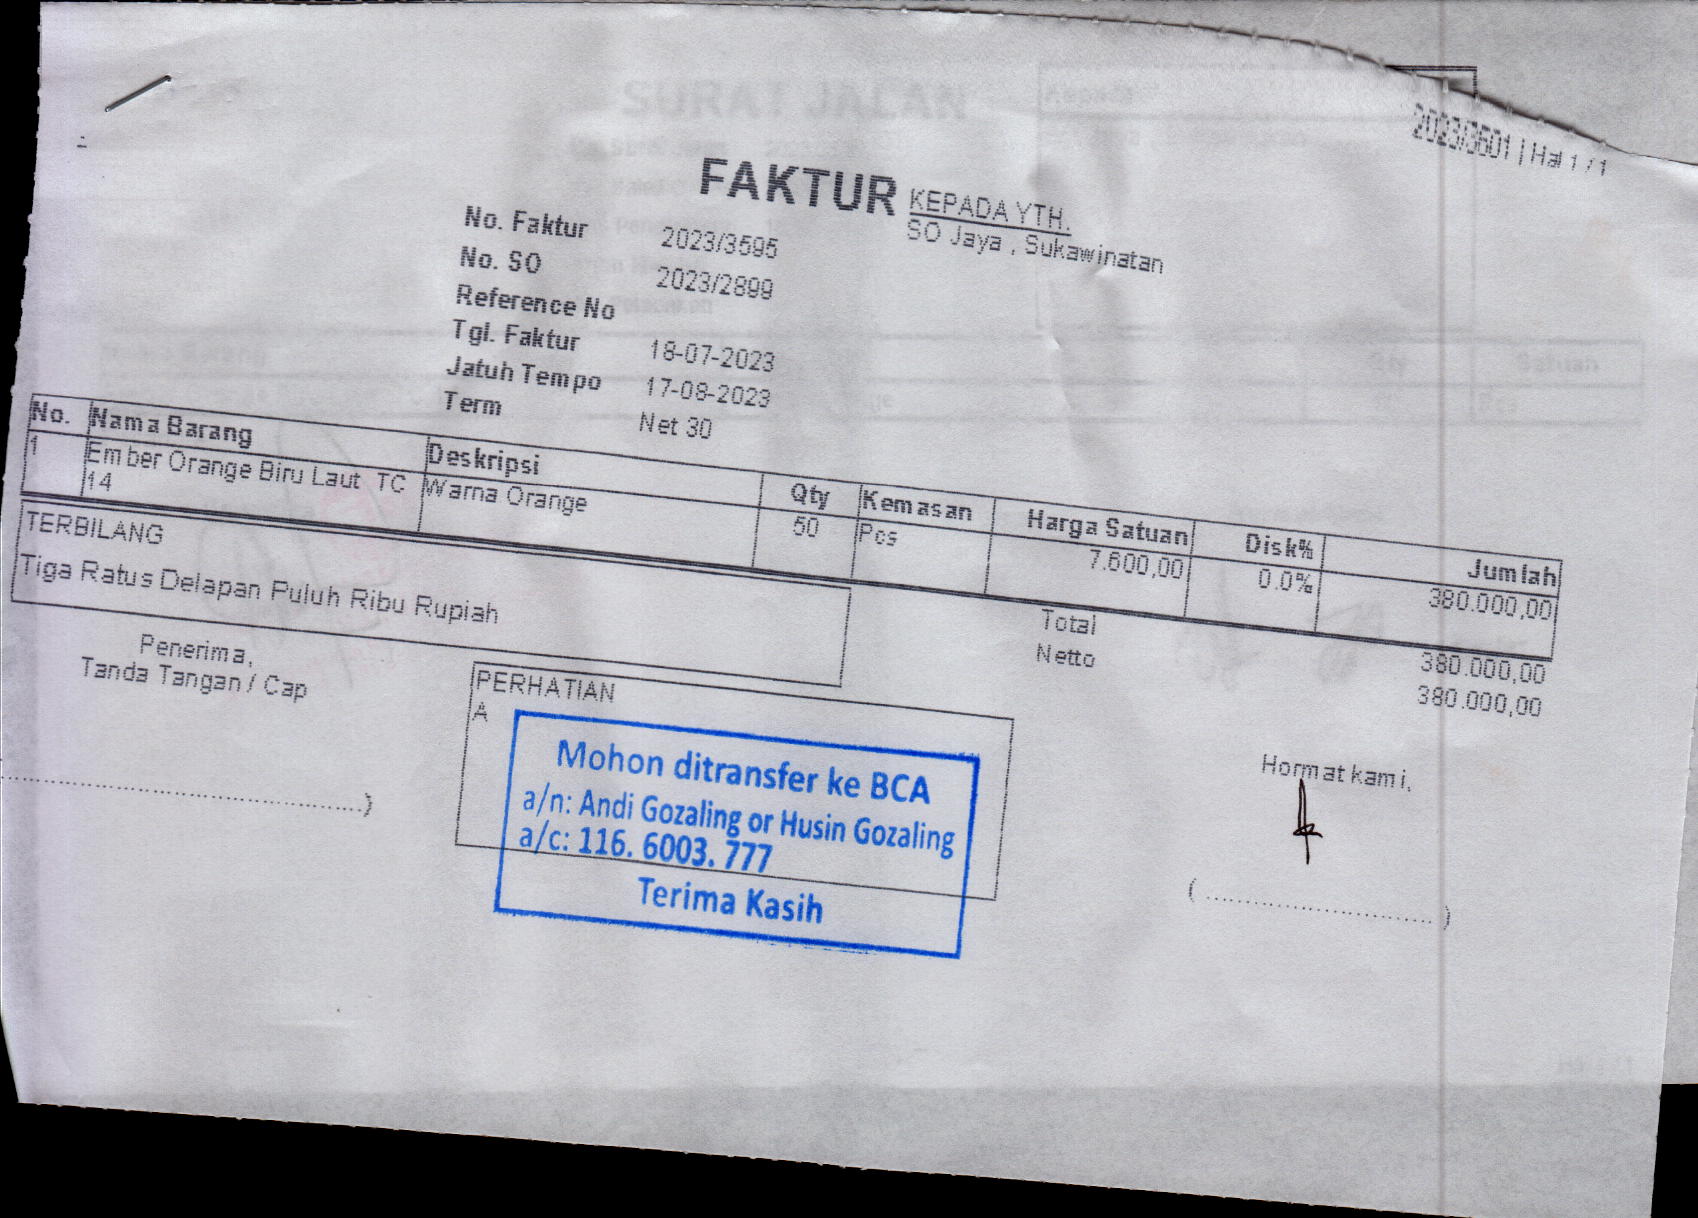 SURAT JALAN
2023/3601 | Hal 1 / 1
FAKTUR
KEPADA YTH.
SO Jaya , Sukawinatan
No. Faktur 2023/3595
No. SO 2023/2899
Reference No
Tgl. Faktur 18-07-2023
Jatuh Tempo 17-08-2023
Term Net 30
No. Nama Barang Deskripsi Qty Kemasan Harga Satuan Disk% Jumlah
1 Ember Orange Biru Laut TC 14 Warna Orange 50 Pcs 7.600,00 0.0% 380.000,00
TERBILANG
Tiga Ratus Delapan Puluh Ribu Rupiah
Total 380.000,00
Netto 380.000,00
Penerima,
Tanda Tangan / Cap
...)
PERHATIAN
A
Mohon ditransfer ke BCA
a/n: Andi Gozaling or Husin Gozaling
a/c: 116. 6003. 777
Terima Kasih
Hormat kami,
(...)